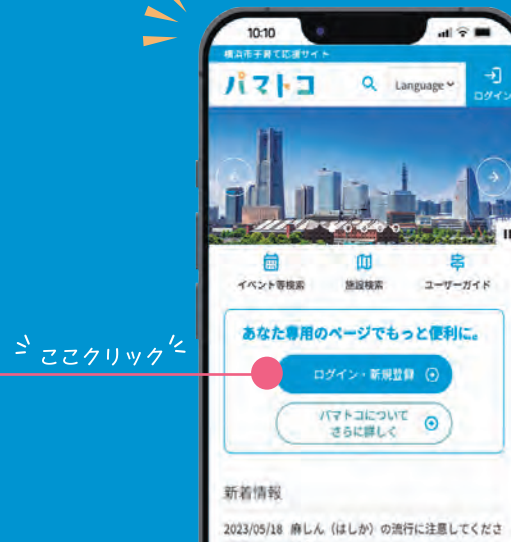 10:10
横浜市子育て応援サイト
パマトコ
Language
ログイン
イベント等検索
施設検索
ユーザーガイド
あなた専用のページでもっと便利に。
ここクリック
ログイン・新規登録
パマトコについて
さらに詳しく
新着情報
2023/05/18 麻しん（はしか）の流行に注意してくださ